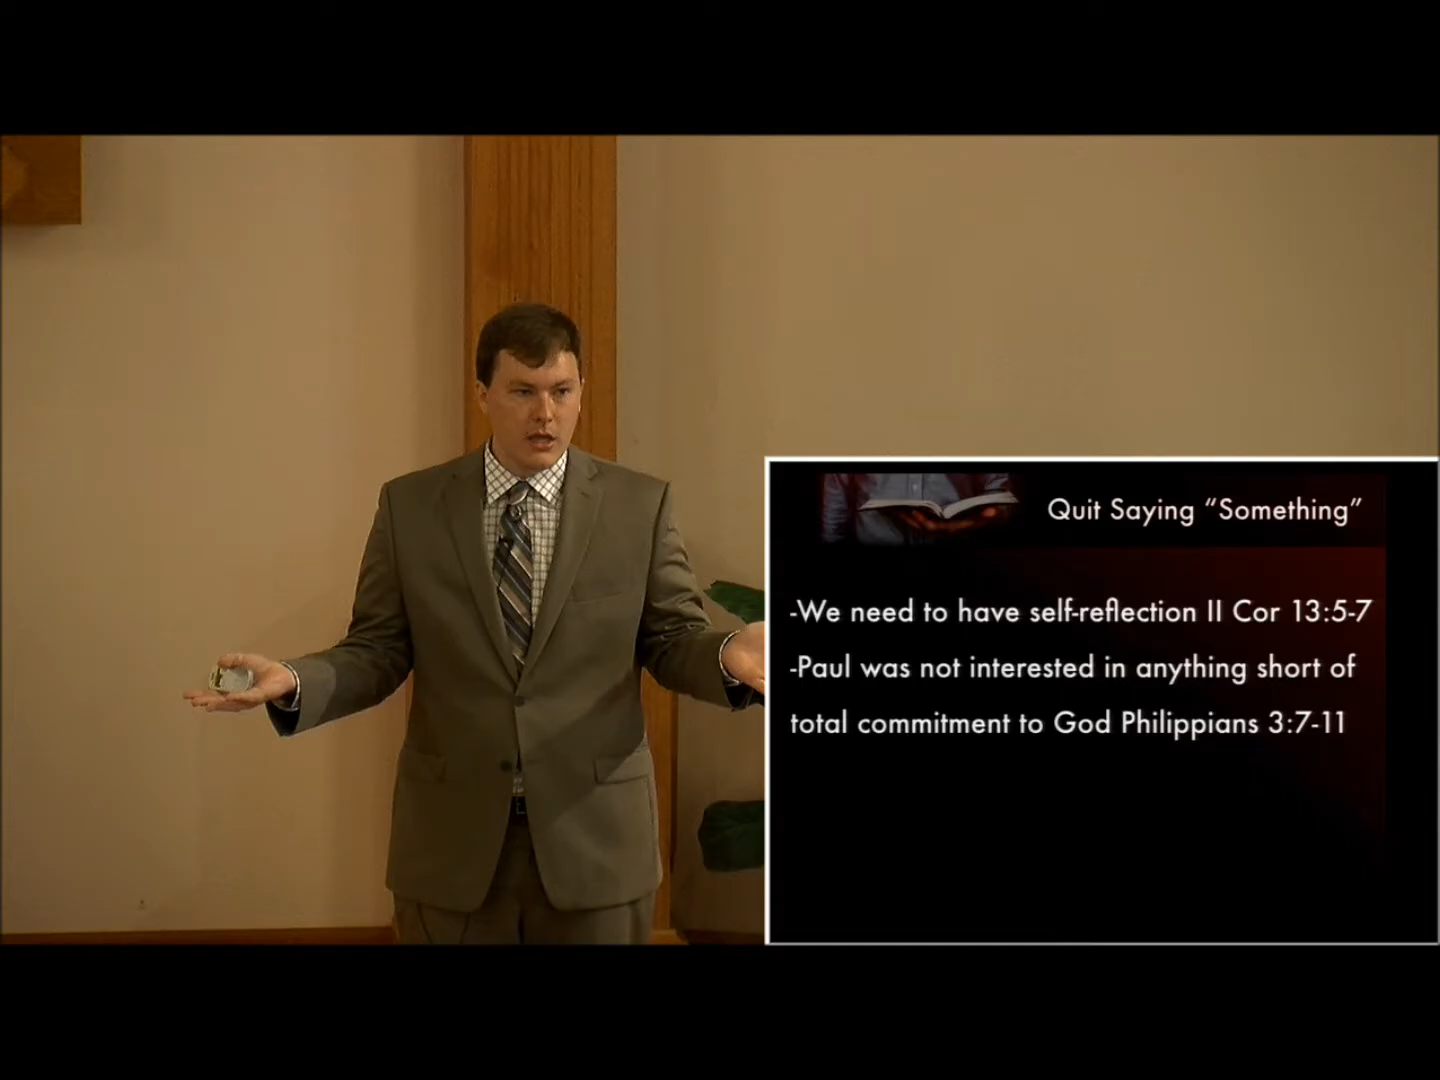 Quit Saying “Something”
-We need to have self-reflection II Cor 13:5-7
-Paul was not interested in anything short of
total commitment to God Philippians 3:7-11